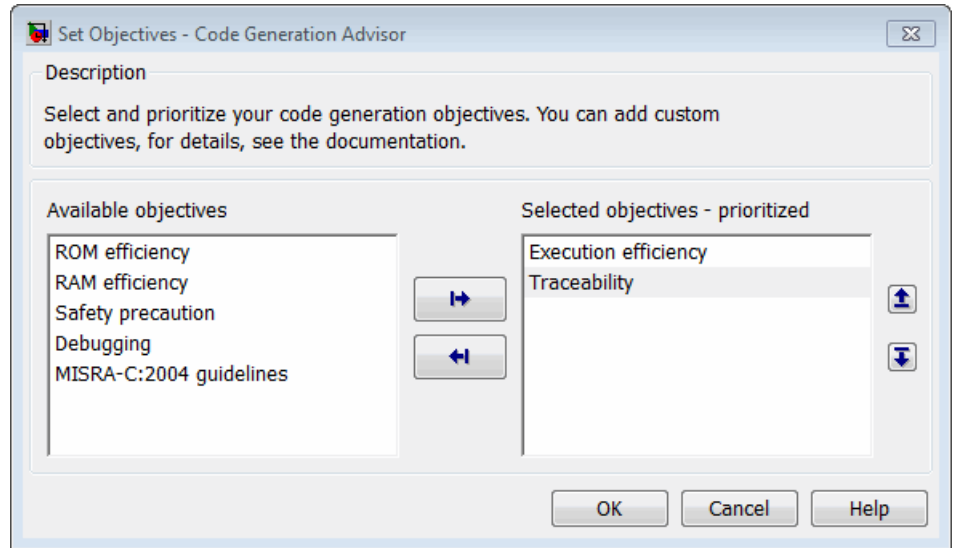 Set Objectives - Code Generation Advisor
Description
Select and prioritize your code generation objectives. You can add custom
objectives, for details, see the documentation.
Available objectives
ROM efficiency
RAM efficiency
Safety precaution
Debugging
MISRA-C:2004 guidelines
Selected objectives - prioritized
Execution efficiency
Traceability
OK
Cancel
Help